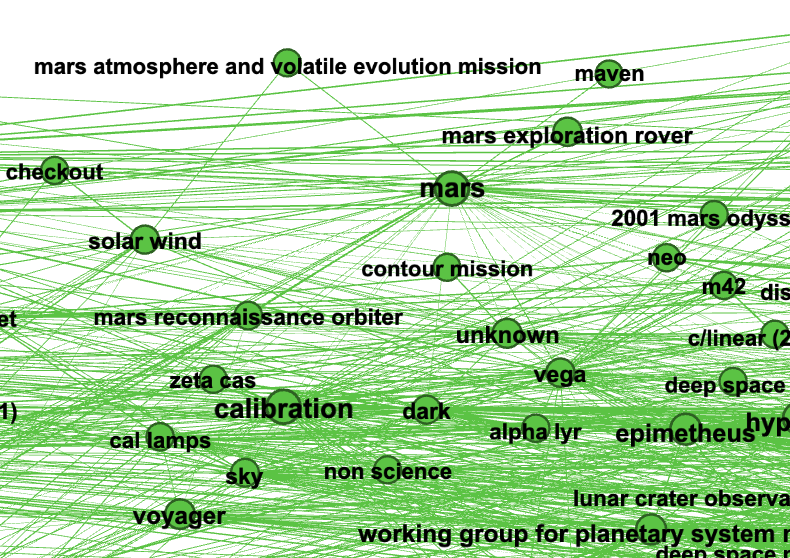 mars atmosphere and volatile evolution mission
maven
mars exploration rover
checkout
mars
2001 mars odyss
solar wind
neo
contour mission
m42
dis
et
mars reconnaissance orbiter
unknown
c/linear (2
vega
zeta cas
deep space
calibration
dark
1)
hyp
alpha lyr
epimetheus
cal lamps
non science
sky
lunar crater observa
voyager
working group for planetary system n
deep space